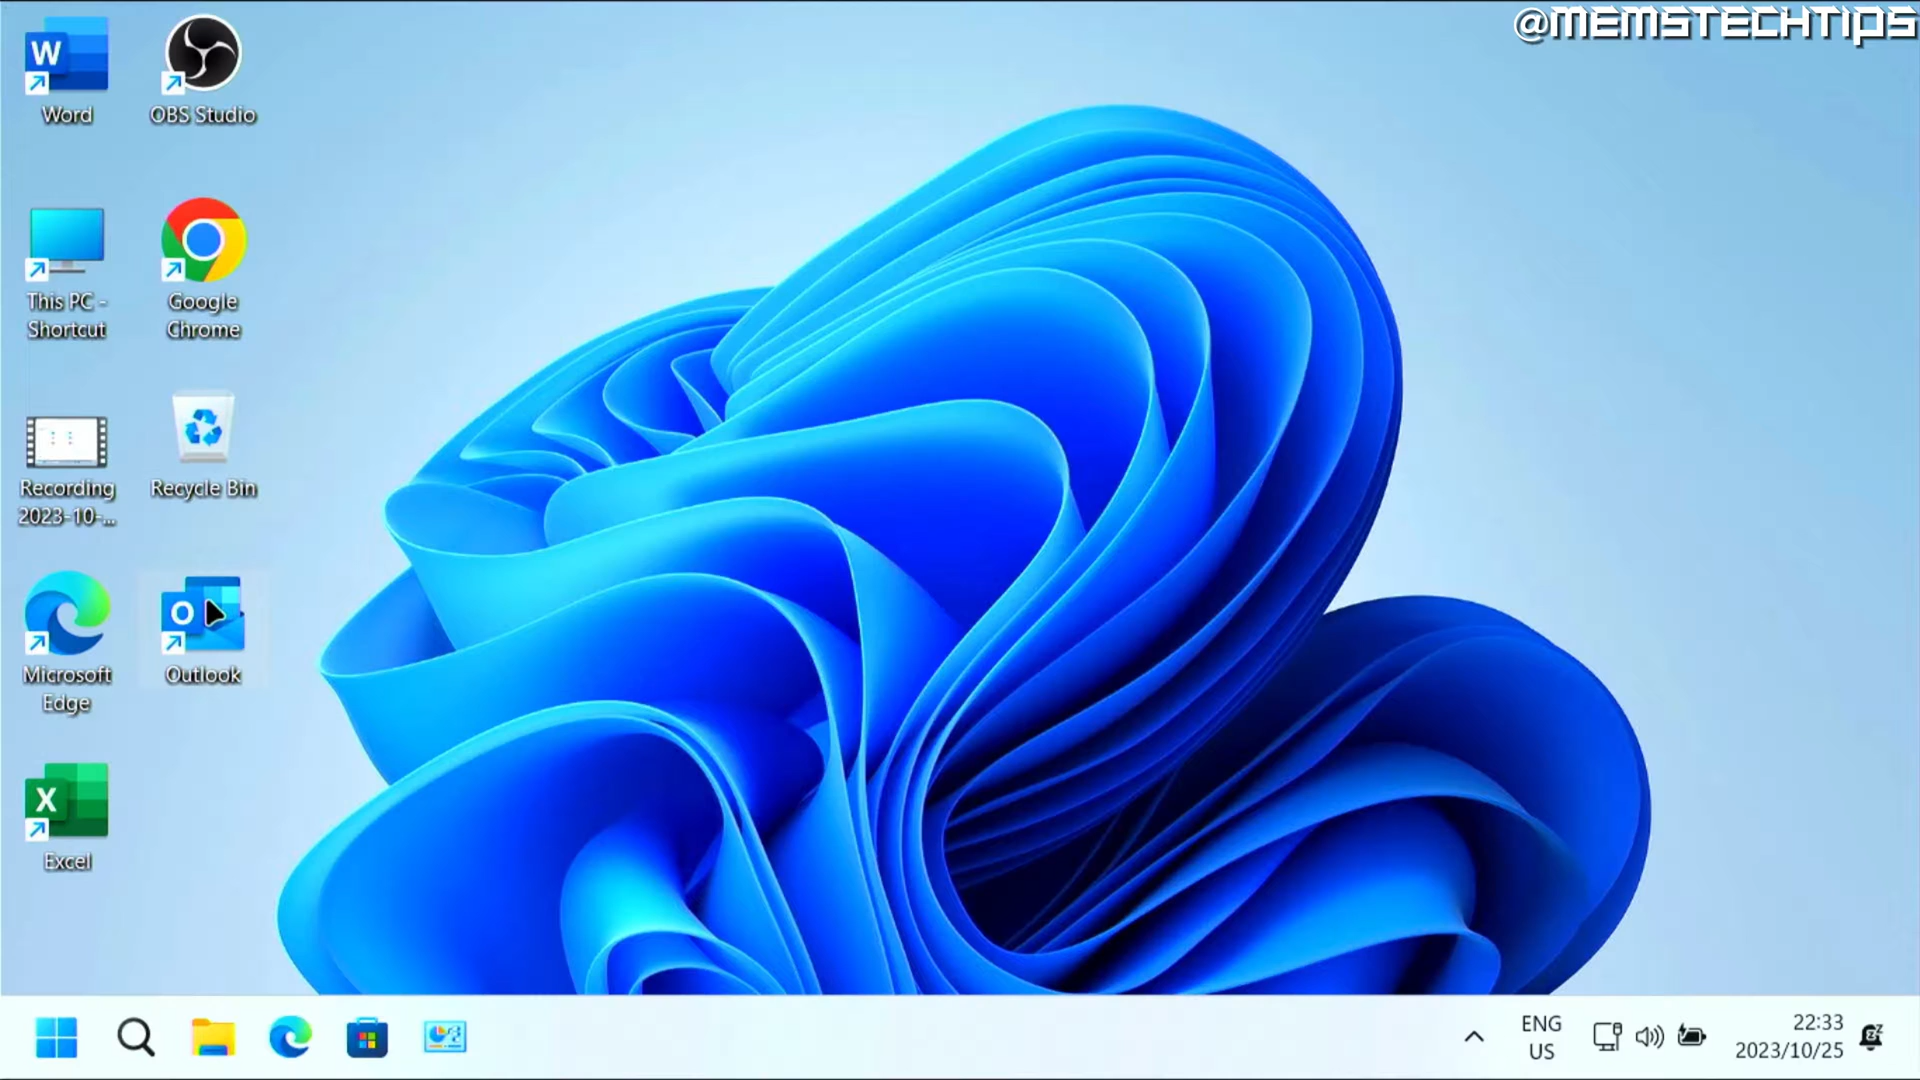 @MEMSTECHTIPS
W
Word
OBS Studio
This PC -
Shortcut
Google
Chrome
Recording
2023-10-...
Recycle Bin
Microsoft
Edge
O
Outlook
X
Excel
ENG
US
22:33
2023/10/25